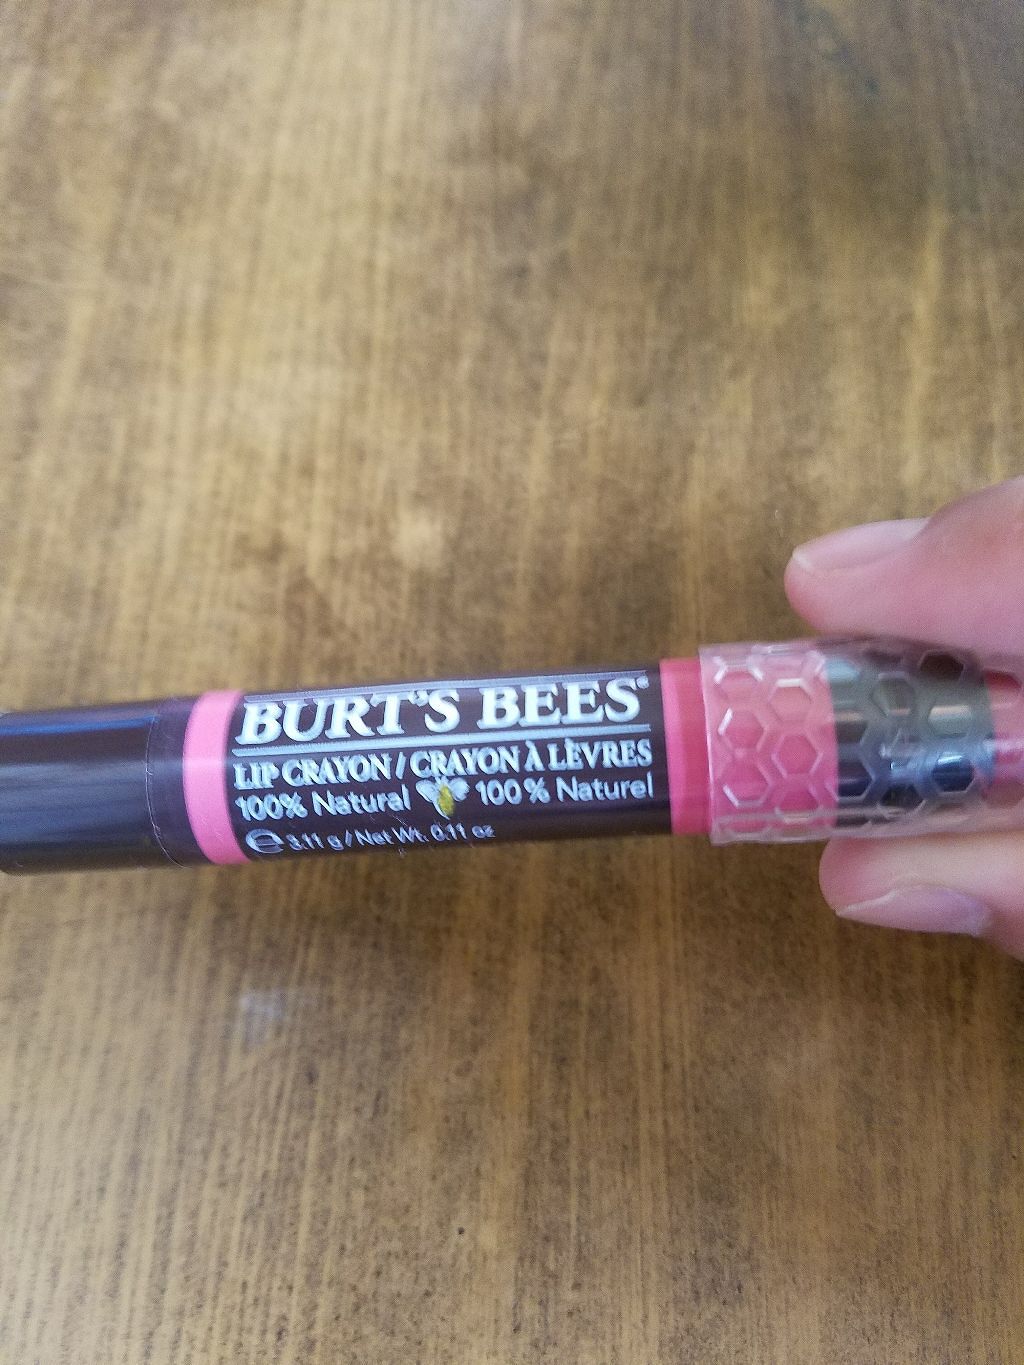 BURT'S BEES®
LIP CRAYON / CRAYON À LÈVRES
100% Natural 100% Naturel
℮ 3.11 g / Net Wt. 0.11 oz